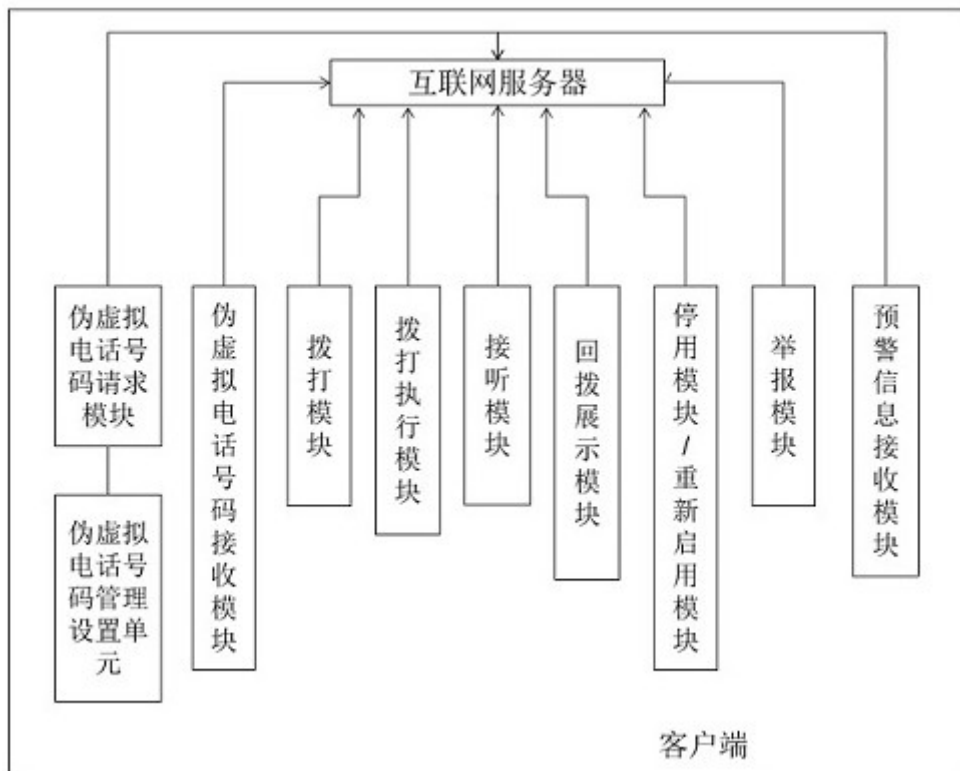 互联网服务器
伪虚拟
电话号
码请求
模块
伪虚拟
电话号
码管理
设置单
元
伪虚拟电话号码接收模块
拨打模块
拨打执行模块
接听模块
回拨展示模块
停用模块/重新启用模块
举报模块
预警信息接收模块
客户端